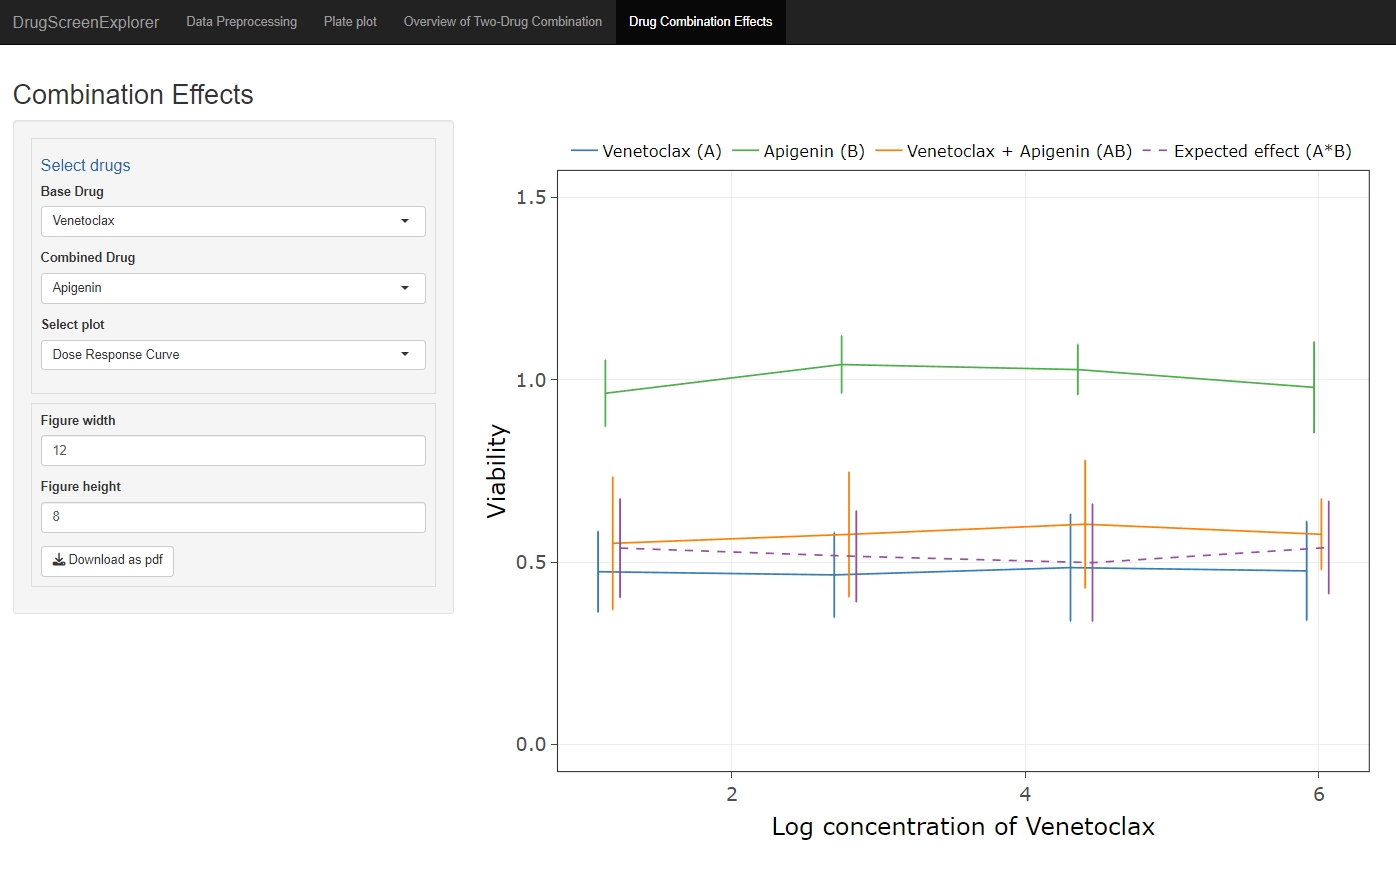 DrugScreenExplorer Data Preprocessing Plate plot Overview of Two-Drug Combination Drug Combination Effects
Combination Effects
Select drugs
Base Drug
Venetoclax
Combined Drug
Apigenin
Select plot
Dose Response Curve
Figure width
12
Figure height
8
Download as pdf
Venetoclax (A) Apigenin (B) Venetoclax + Apigenin (AB) Expected effect (A*B)
1.5
1.0
0.5
0.0
Viability
2 4 6
Log concentration of Venetoclax